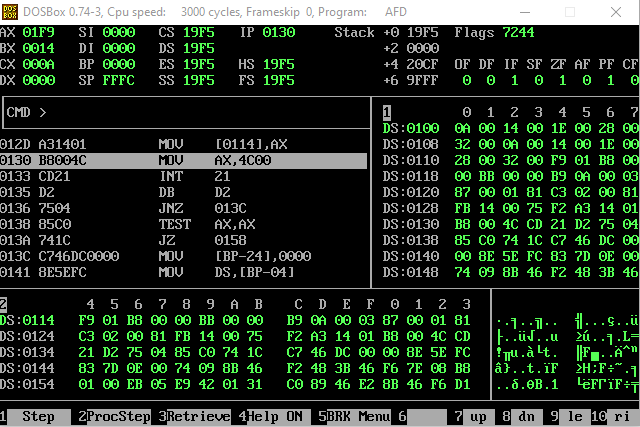 DOSBox 0.74-3, Cpu speed: 3000 cycles, Frameskip 0, Program: AFD
AX 01F9 SI 0000 CS 19F5 IP 0130 Stack +0 19F5 Flags 7244
BX 0014 DI 0000 DS 19F5 +2 0000
CX 000A BP 0000 ES 19F5 HS 19F5 +4 20CF OF DF IF SF ZF AF PF CF
DX 0000 SP FFFC SS 19F5 FS 19F5 +6 9FFF 0 0 1 0 1 0 1 0
CMD >
012D A31401 MOV [0114],AX
0130 B8004C MOV AX,4C00
0133 CD21 INT 21
0135 D2 DB D2
0136 7504 JNZ 013C
0138 85C0 TEST AX,AX
013A 741C JZ 0158
013C C746DC0000 MOV [BP-24],0000
0141 8E5EFC MOV DS,[BP-04]
1 0 1 2 3 4 5 6 7
DS:0100 0A 00 14 00 1E 00 28 00
DS:0108 32 00 0A 00 14 00 1E 00
DS:0110 28 00 32 00 F9 01 B8 00
DS:0118 00 BB 00 00 B9 0A 00 03
DS:0120 87 00 01 81 C3 02 00 81
DS:0128 FB 14 00 75 F2 A3 14 01
DS:0130 B8 00 4C CD 21 D2 75 04
DS:0138 85 C0 74 1C C7 46 DC 00
DS:0140 00 8E 5E FC 83 7D 0E 00
DS:0148 74 09 8B 46 F2 48 3B 46
2 4 5 6 7 8 9 A B C D E F 0 1 2 3
DS:0114 F9 01 B8 00 00 BB 00 00 B9 0A 00 03 87 00 01 81
DS:0124 C3 02 00 81 FB 14 00 75 F2 A3 14 01 B8 00 4C CD
DS:0134 21 D2 75 04 85 C0 74 1C C7 46 DC 00 00 8E 5E FC
DS:0144 83 7D 0E 00 74 09 8B 46 F2 48 3B 46 F6 7E 08 B8
DS:0154 01 00 EB 05 E9 42 01 31 C0 89 46 E2 8B 46 F6 D1
1 Step 2 ProcStep 3 Retrieve 4 Help ON 5 BRK Menu 6 7 up 8 dn 9 le 10 ri